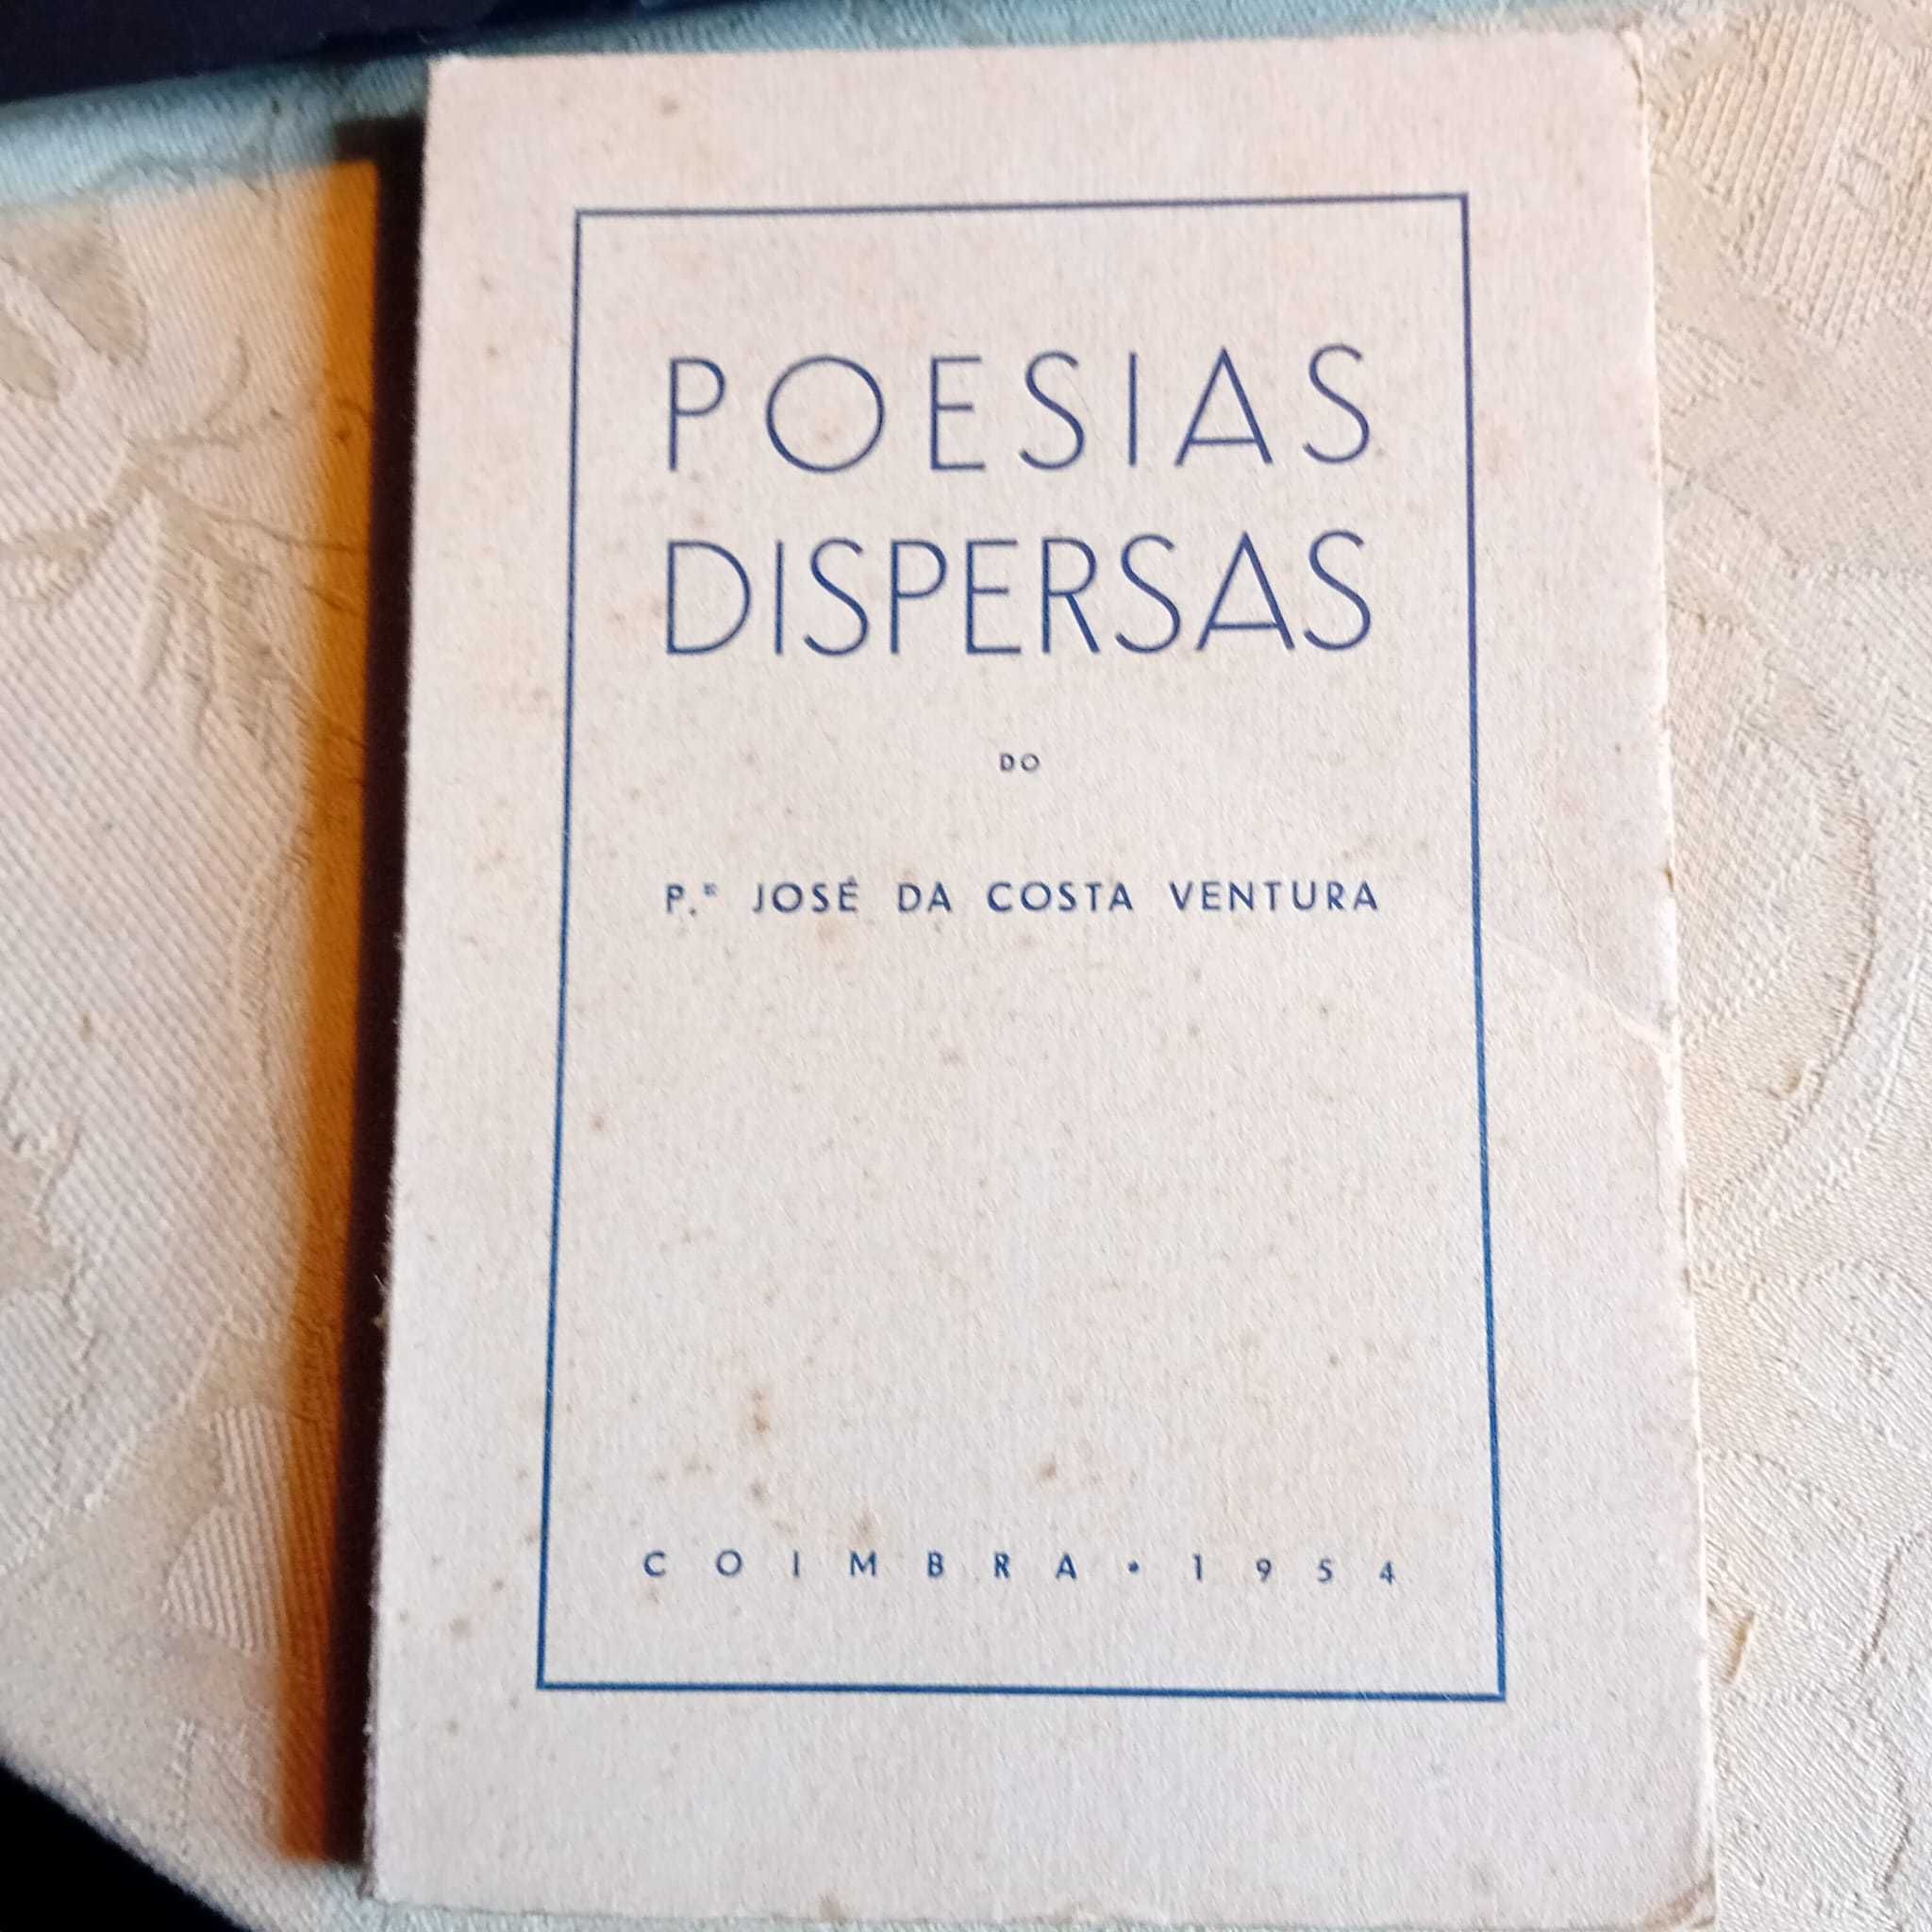 POESIAS
DISPERSAS
DO
P.ᴱ JOSÉ DA COSTA VENTURA
COIMBRA • 1954